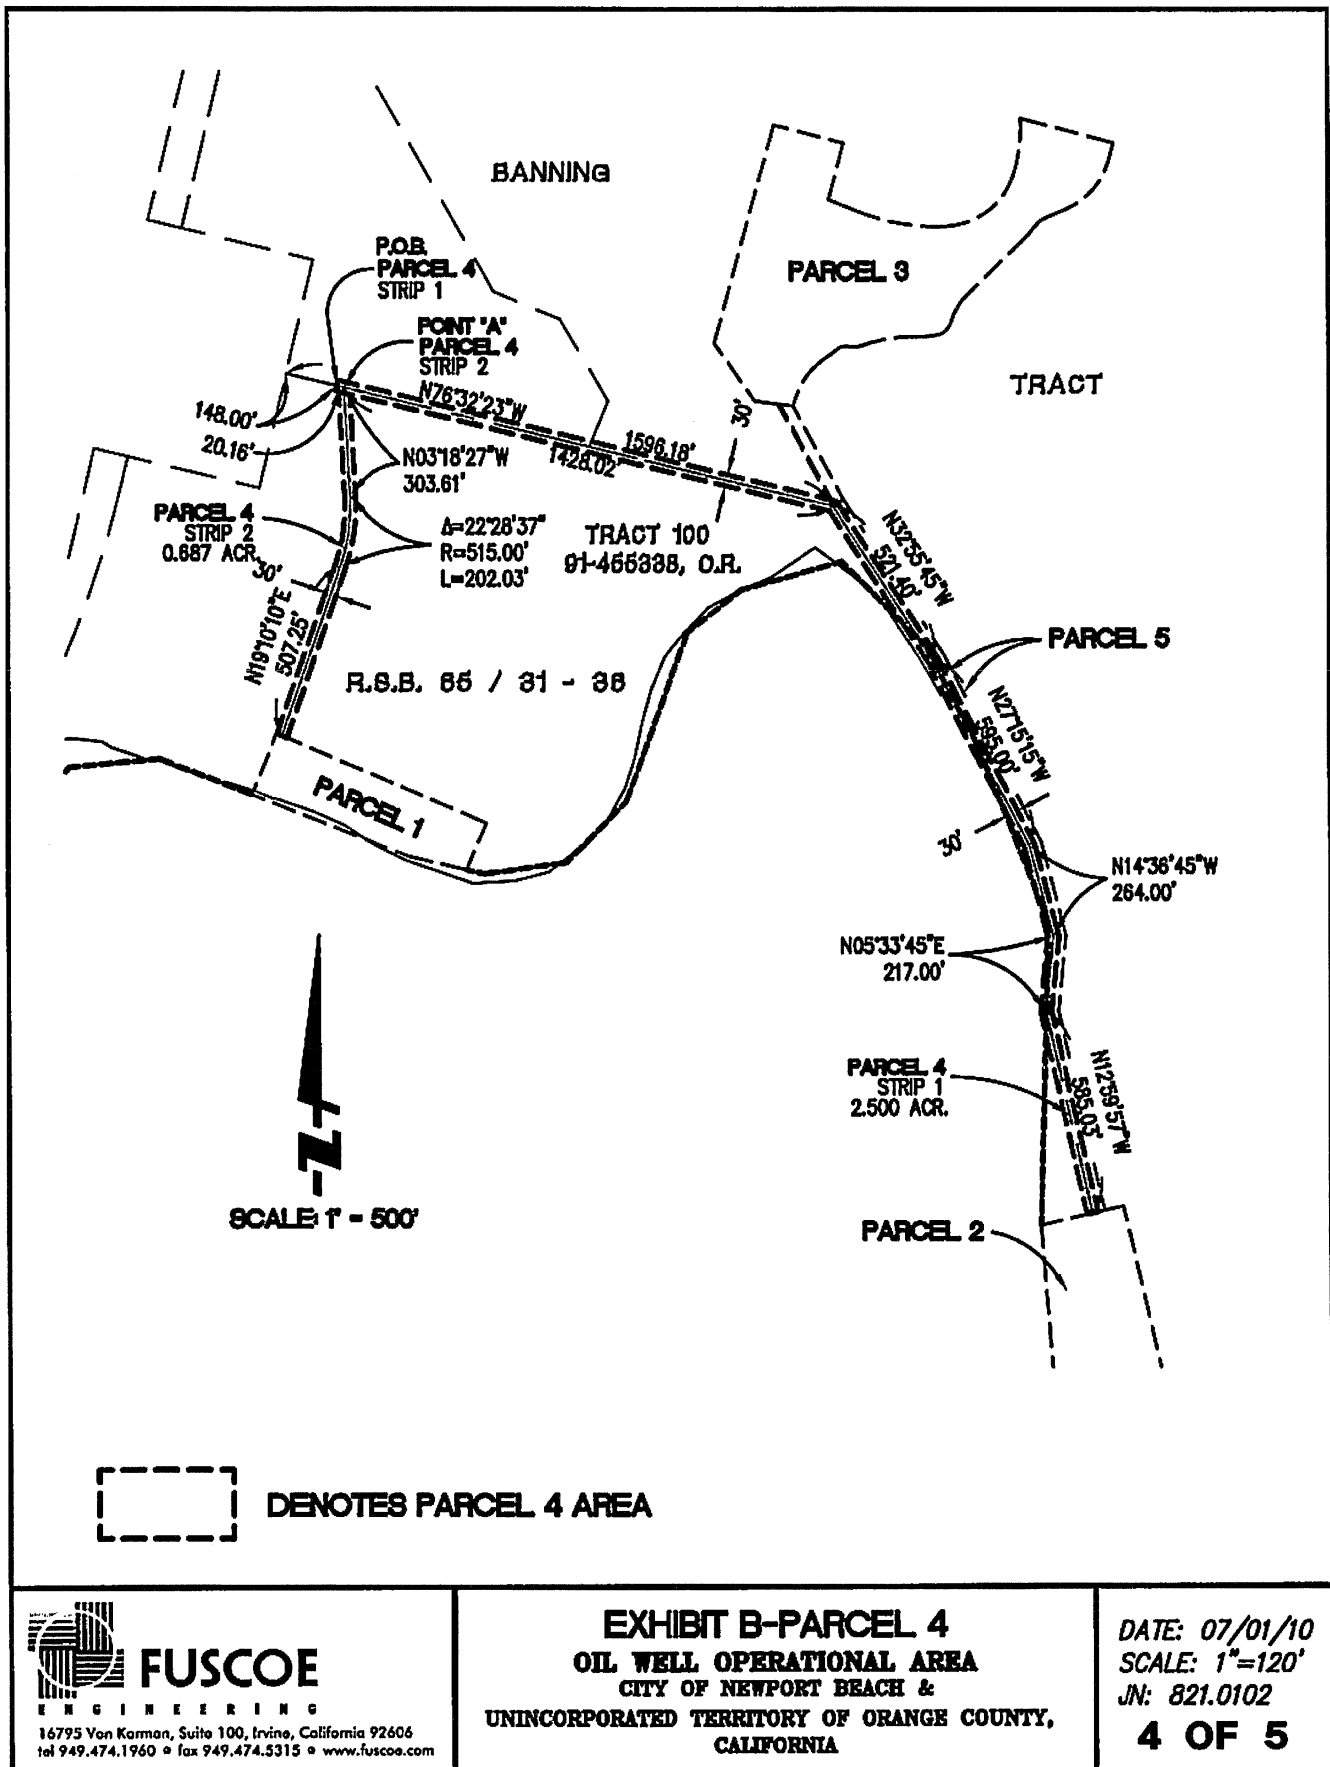 BANNING
P.O.B.
PARCEL 4
STRIP 1
PARCEL 3
POINT "A"
PARCEL 4
STRIP 2
TRACT
N76°32'23"W
148.00'
20.16'
30'
1596.18'
1428.02'
N03°18'27"W
303.61'
PARCEL 4
STRIP 2
0.687 ACR.
Δ=22°28'37"
R=515.00'
L=202.03'
TRACT 100
91-455338, O.R.
N32°55'45"W
521.40'
30'
N19°10'10"E
507.25'
PARCEL 5
R.S.B. 65 / 31 - 36
N27°15'15"W
595.00'
PARCEL 1
30'
N14°36'45"W
264.00'
N05°33'45"E
217.00'
PARCEL 4
STRIP 1
2.500 ACR.
N12°59'57"W
585.03'
N
SCALE: 1" = 500'
PARCEL 2
DENOTES PARCEL 4 AREA
FUSCOE
ENGINEERING
16795 Von Karman, Suite 100, Irvine, California 92606
tel 949.474.1960 ° fax 949.474.5315 ° www.fuscoe.com
EXHIBIT B-PARCEL 4
OIL WELL OPERATIONAL AREA
CITY OF NEWPORT BEACH &
UNINCORPORATED TERRITORY OF ORANGE COUNTY,
CALIFORNIA
DATE: 07/01/10
SCALE: 1"=120'
JN: 821.0102
4 OF 5